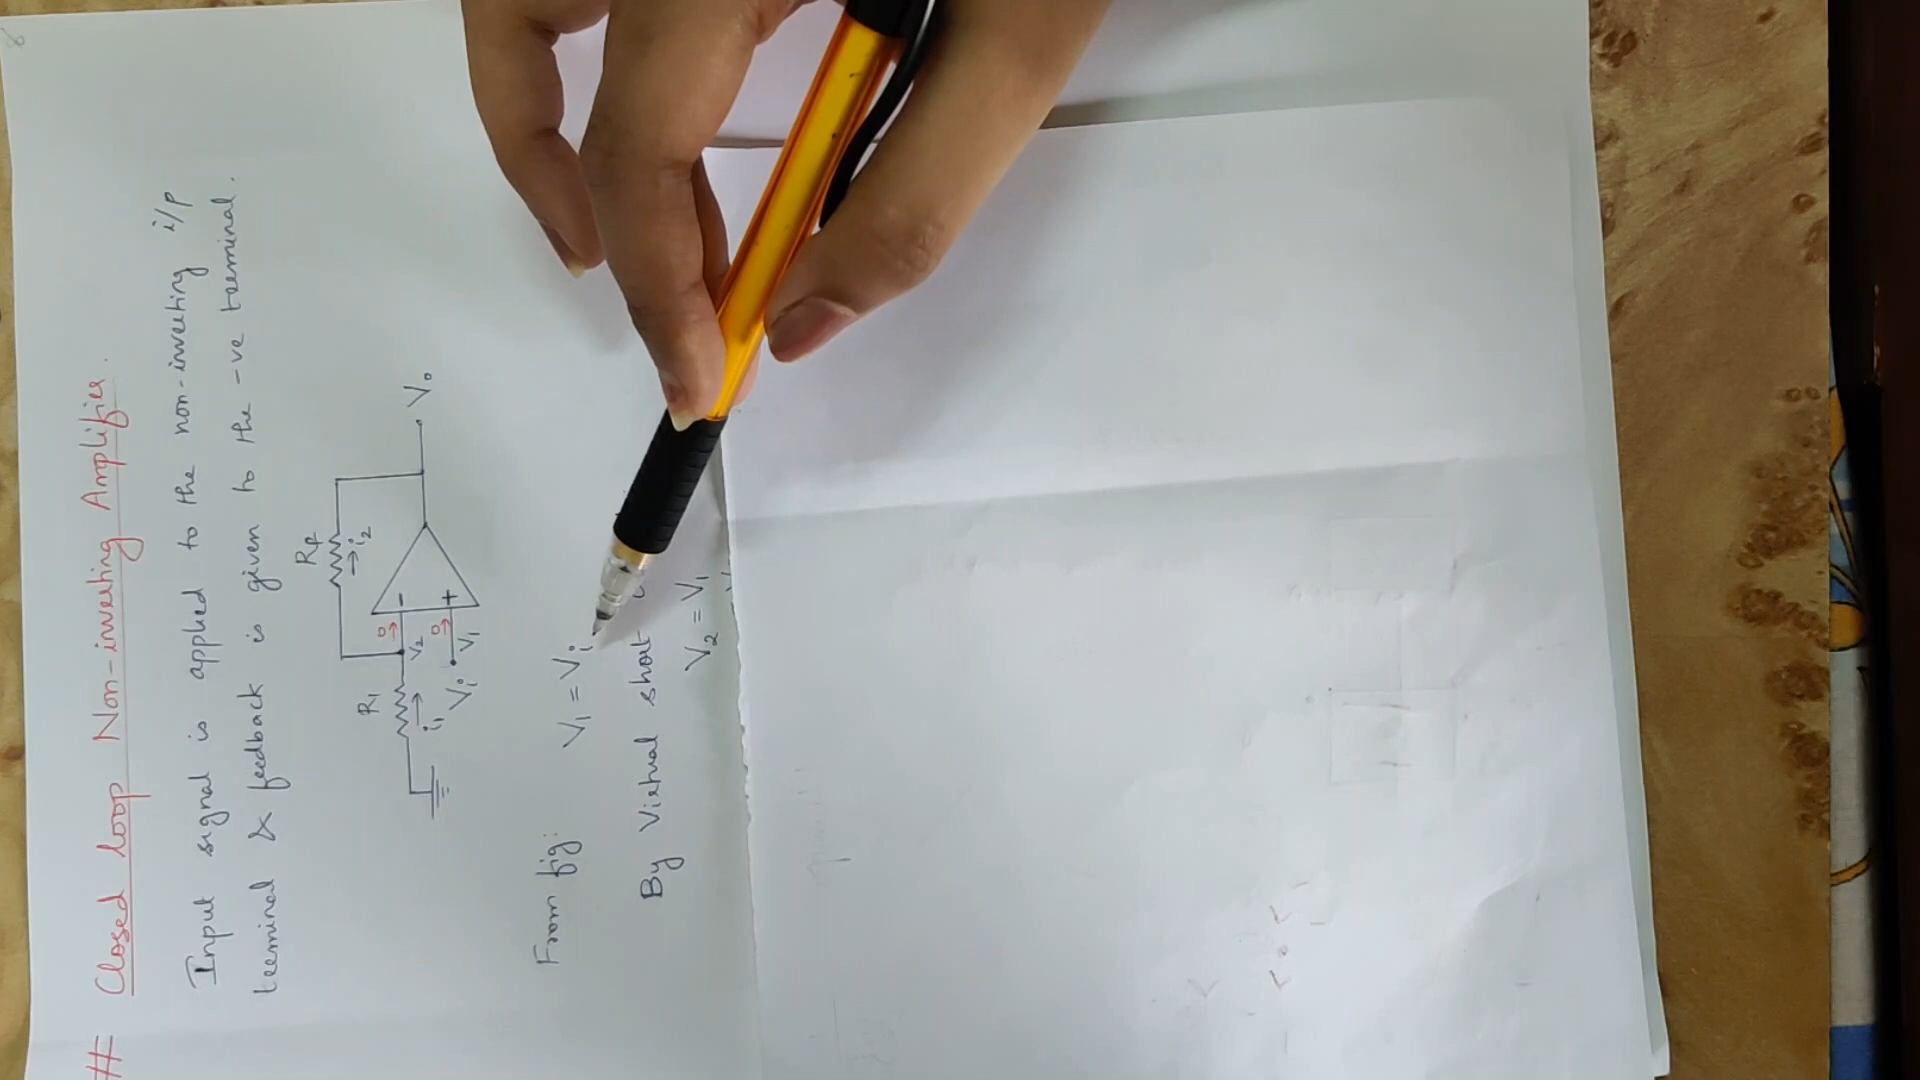 # Closed loop Non-inverting Amplifier.
Input signal is applied to the non-inverting i/p
terminal & feedback is given to the -ve terminal.
Rf
i2
R1
i1
0
V2
-
Vo
0
+
Vi
V1
From fig: V1 = Vi
By Virtual short
V2 = V1